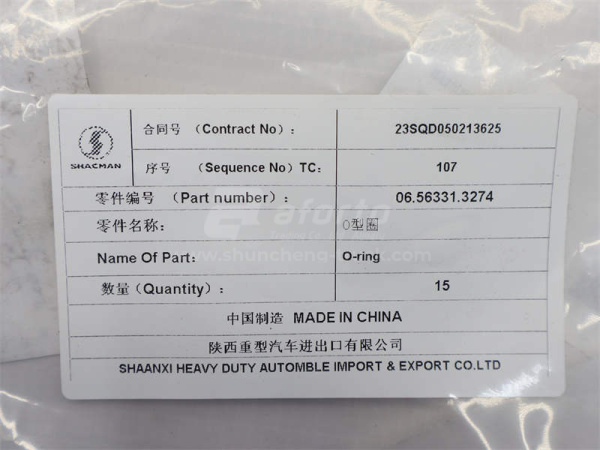 SHACMAN
合同号 （Contract No）： 23SQD050213625
序号 （Sequence No）TC: 107
零件编号 （Part number）： 06.56331.3274
零件名称： O型圈
aforto
Name Of Part: O-ring
数量（Quantity）： 15
中国制造 MADE IN CHINA
陕西重型汽车进出口有限公司
SHAANXI HEAVY DUTY AUTOMBLE IMPORT & EXPORT CO.LTD